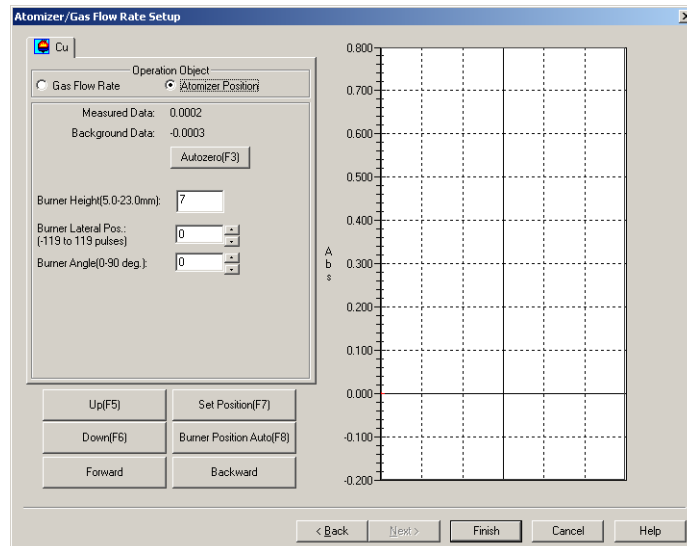 Atomizer/Gas Flow Rate Setup
Cu
Operation Object
Gas Flow Rate Atomizer Position
Measured Data: 0.0002
Background Data: -0.0003
Autozero(F3)
Burner Height(5.0-23.0mm): 7
Burner Lateral Pos.:
(-119 to 119 pulses) 0
Burner Angle(0-90 deg.): 0
Up(F5) Set Position(F7)
Down(F6) Burner Position Auto(F8)
Forward Backward
0.800
0.700
0.600
0.500
0.400
0.300
0.200
0.100
0.000
-0.100
-0.200
Abs
< Back Next > Finish Cancel Help